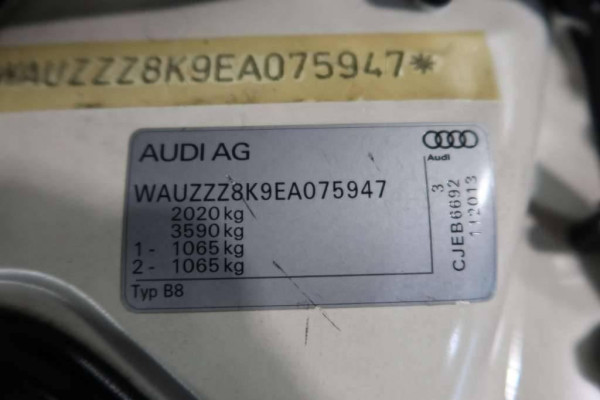 WAUZZZ8K9EA075947*
AUDI AG
Audi
WAUZZZ8K9EA075947
2020 kg
3590 kg
1- 1065 kg
2- 1065 kg
Typ B8
3
CJEB6692
112013